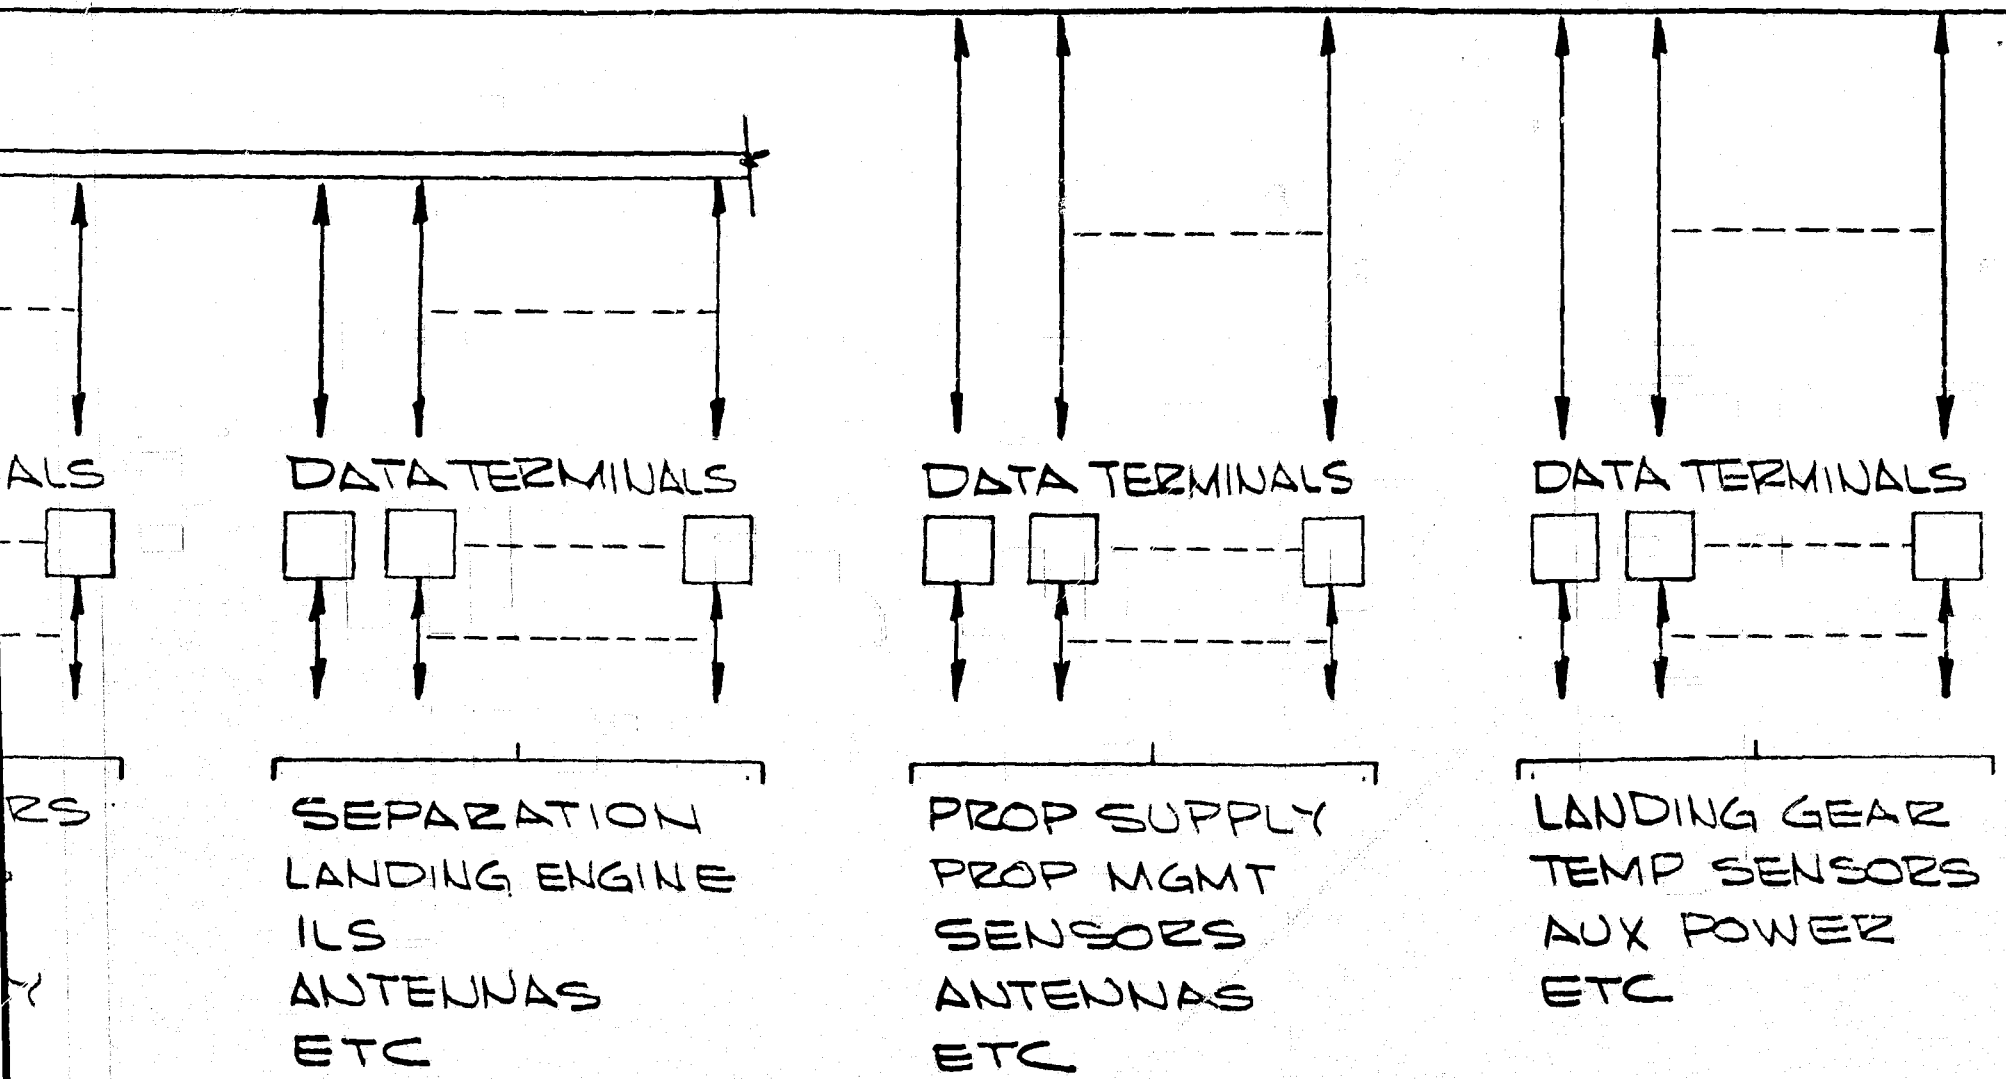 ALS
DATA TERMINALS
DATA TERMINALS
DATA TERMINALS
RS
Y
SEPARATION
LANDING ENGINE
ILS
ANTENNAS
ETC
PROP SUPPLY
PROP MGMT
SENSORS
ANTENNAS
ETC
LANDING GEAR
TEMP SENSORS
AUX POWER
ETC